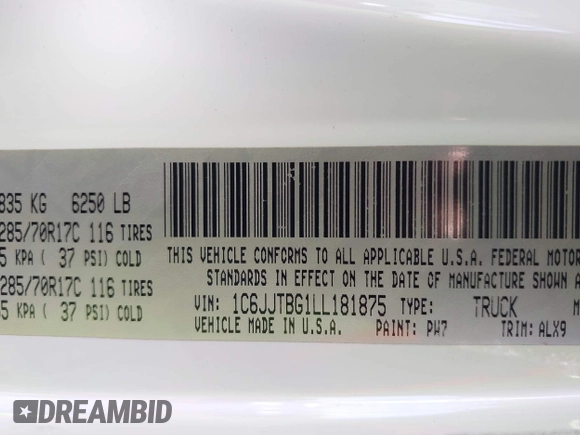 835 KG 6250 LB
285/70R17C 116 TIRES
5 KPA ( 37 PSI) COLD
285/70R17C 116 TIRES
5 KPA ( 37 PSI) COLD
THIS VEHICLE CONFORMS TO ALL APPLICABLE U.S.A. FEDERAL MOTOR
STANDARDS IN EFFECT ON THE DATE OF MANUFACTURE SHOWN A
VIN: 1C6JJTBG1LL181875 TYPE: TRUCK M
VEHICLE MADE IN U.S.A. PAINT: PW7 TRIM: ALX9
DREAMBID